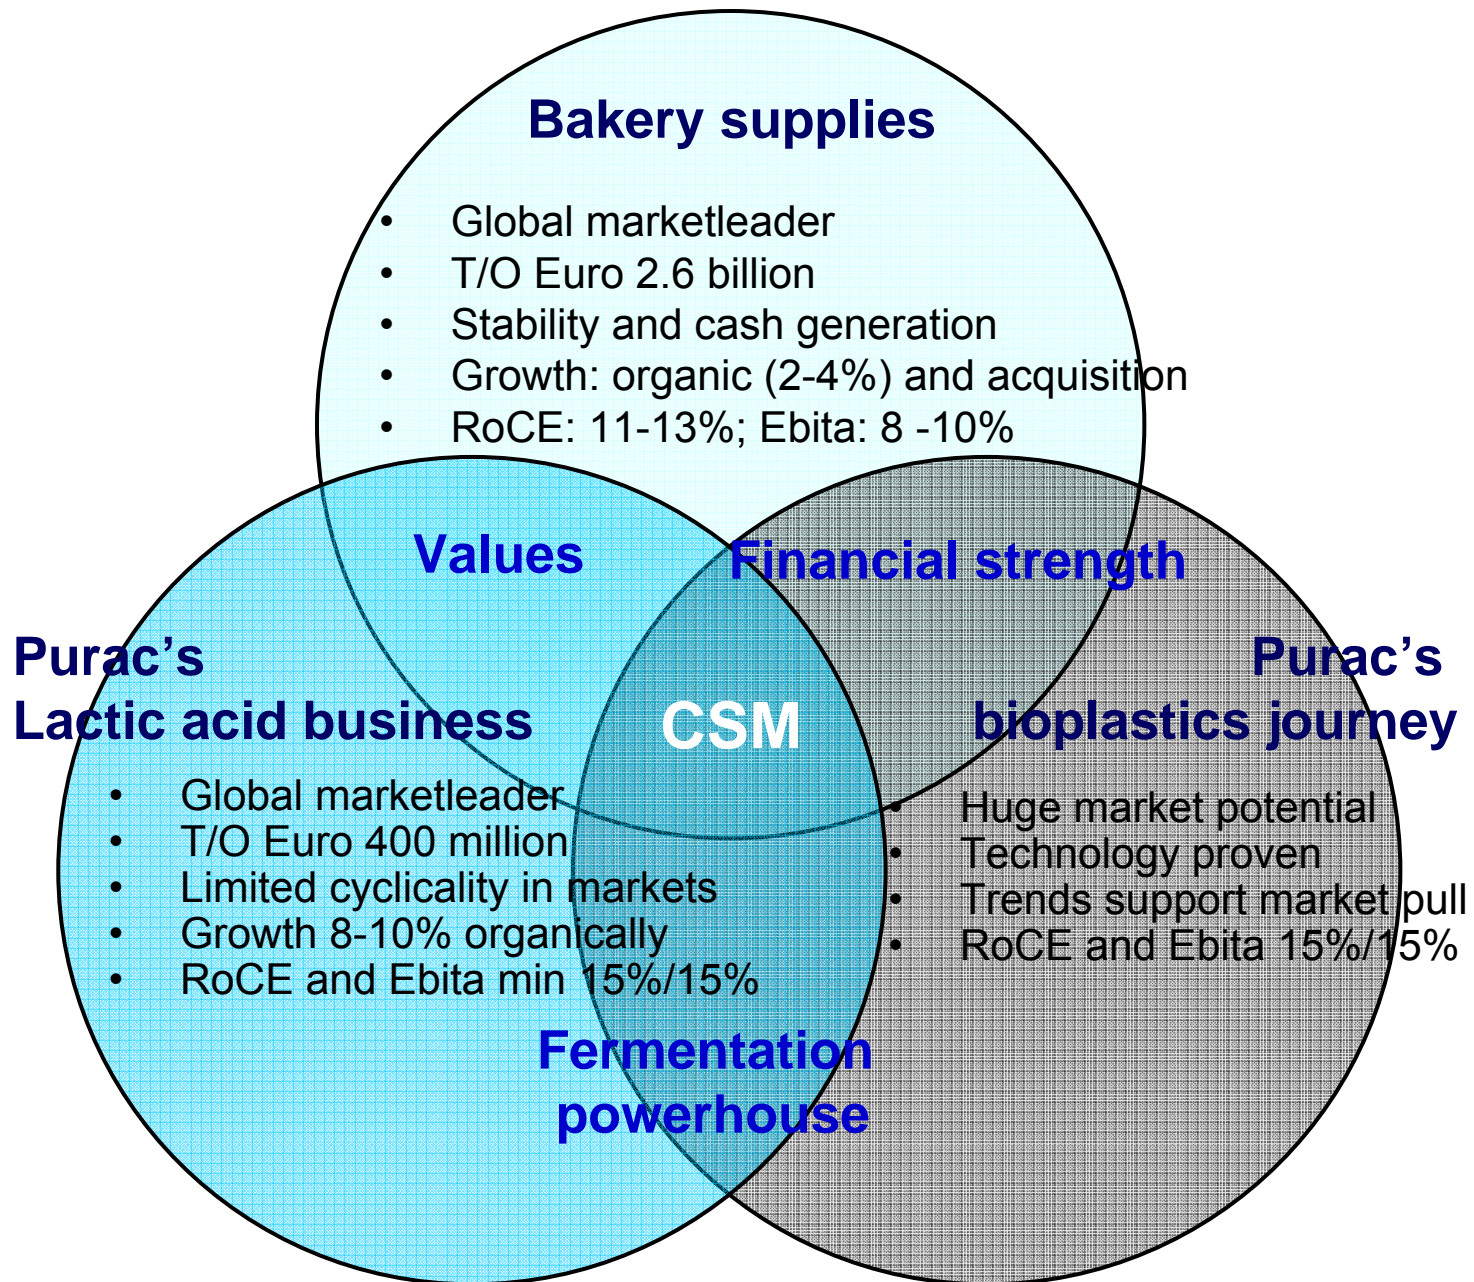 Bakery supplies
• Global marketleader
• T/O Euro 2.6 billion
• Stability and cash generation
• Growth: organic (2-4%) and acquisition
• RoCE: 11-13%; Ebita: 8 -10%
Values
Financial strength
Purac’s
Lactic acid business
• Global marketleader
• T/O Euro 400 million
• Limited cyclicality in markets
• Growth 8-10% organically
• RoCE and Ebita min 15%/15%
CSM
Purac’s
bioplastics journey
• Huge market potential
• Technology proven
• Trends support market pull
• RoCE and Ebita 15%/15%
Fermentation
powerhouse